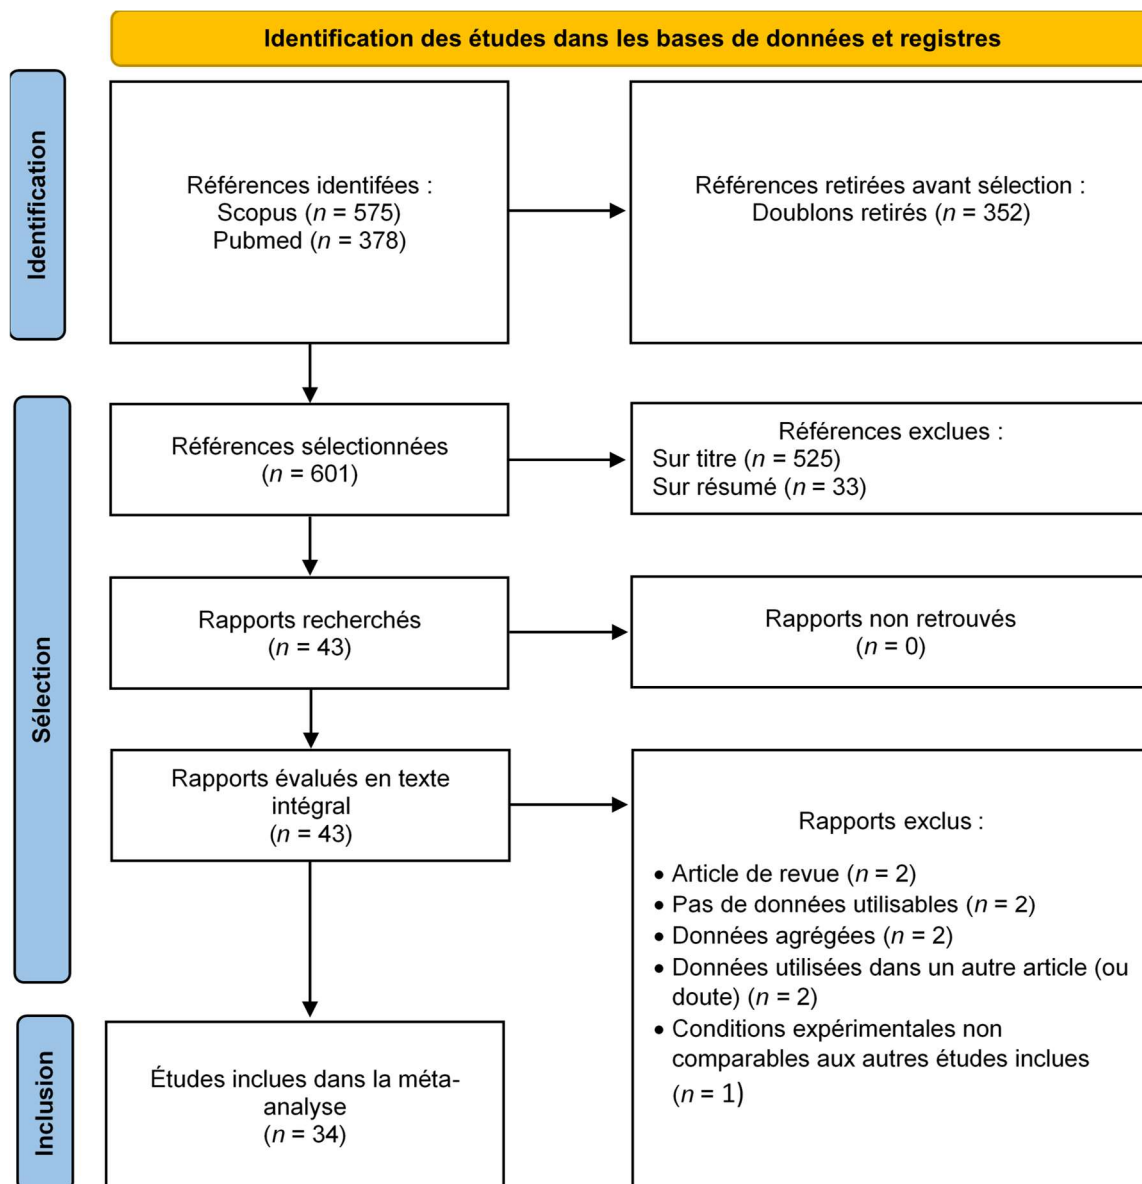 Identification des études dans les bases de données et registres
Identification
Références identifées :
Scopus (n = 575)
Pubmed (n = 378)
Références retirées avant sélection :
Doublons retirés (n = 352)
Sélection
Références sélectionnées
(n = 601)
Références exclues :
Sur titre (n = 525)
Sur résumé (n = 33)
Rapports recherchés
(n = 43)
Rapports non retrouvés
(n = 0)
Rapports évalués en texte
intégral
(n = 43)
Rapports exclus :
• Article de revue (n = 2)
• Pas de données utilisables (n = 2)
• Données agrégées (n = 2)
• Données utilisées dans un autre article (ou
doute) (n = 2)
• Conditions expérimentales non
comparables aux autres études inclues
(n = 1)
Inclusion
Études inclues dans la méta-
analyse
(n = 34)